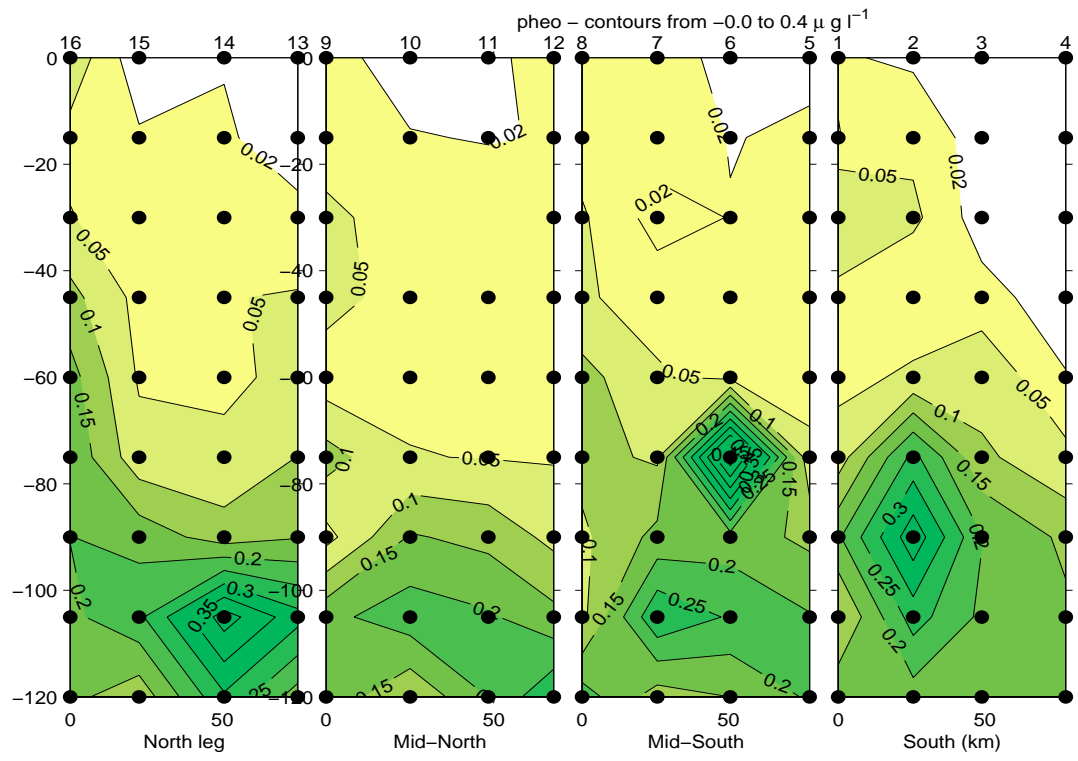 pheo − contours from −0.0 to 0.4 μ g l−1
16 15 14 13 9 10 11 12 8 7 6 5 1 2 3 4
0
−20
−40
−60
−80
−100
−120
0.02 0.05 0.1 0.15 0.2 0.2 0.3 0.35
−20
−40
0.02 0.05 0.05 0.1 0.1 0.15 0.2 0.15
0.02 0.02 0.05 0.2 0.1 0.15 0.1 0.15 0.2 0.25 0.2
0.05 0.02 0.05 0.1 0.15 0.3 0.2 0.25 0.2
0 50 0 50 0 50 0 50
North leg Mid−North Mid−South South (km)